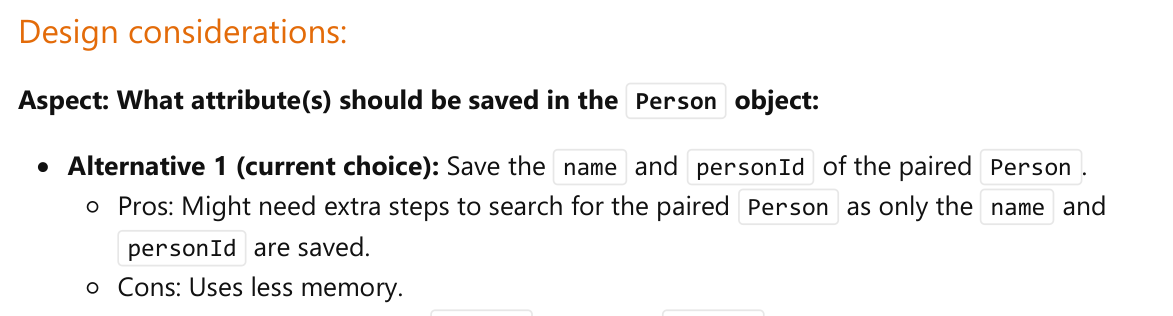 Design considerations:
Aspect: What attribute(s) should be saved in the Person object:
• Alternative 1 (current choice): Save the name and personId of the paired Person.
○ Pros: Might need extra steps to search for the paired Person as only the name and
personId are saved.
○ Cons: Uses less memory.